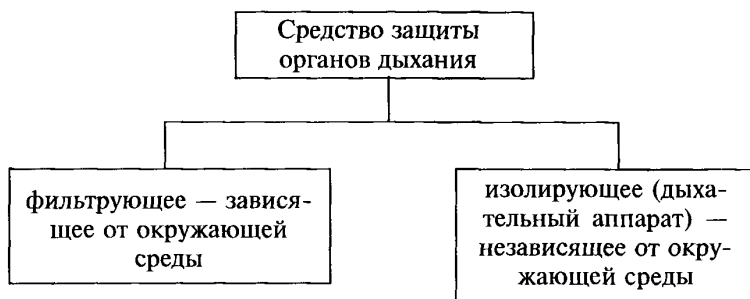 Средство защиты
органов дыхания
фильтрующее — завися-
щее от окружающей
среды
изолирующее (дыха-
тельный аппарат) —
независящее от окру-
жающей среды